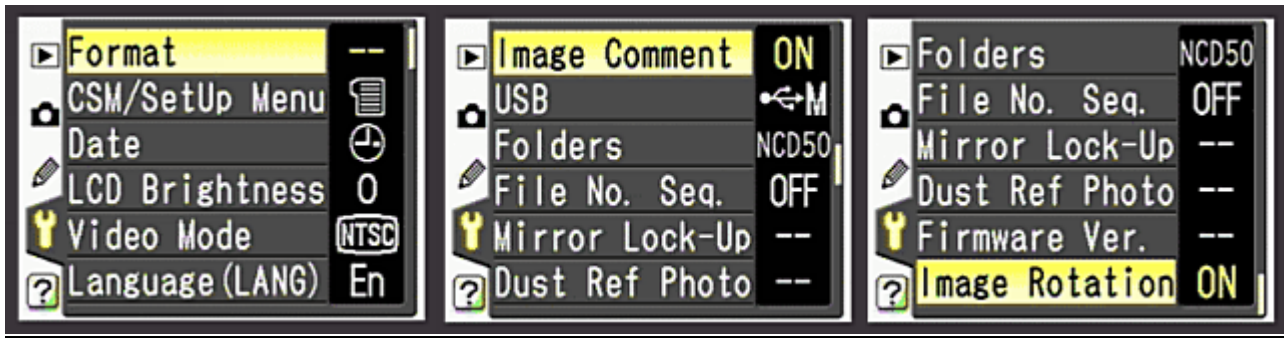 Format --
CSM/SetUp Menu
Date
LCD Brightness 0
Video Mode NTSC
Language(LANG) En
?
Image Comment ON
USB M
Folders NCD50
File No. Seq. OFF
Mirror Lock-Up --
Dust Ref Photo --
?
Folders NCD50
File No. Seq. OFF
Mirror Lock-Up --
Dust Ref Photo --
Firmware Ver. --
Image Rotation ON
?